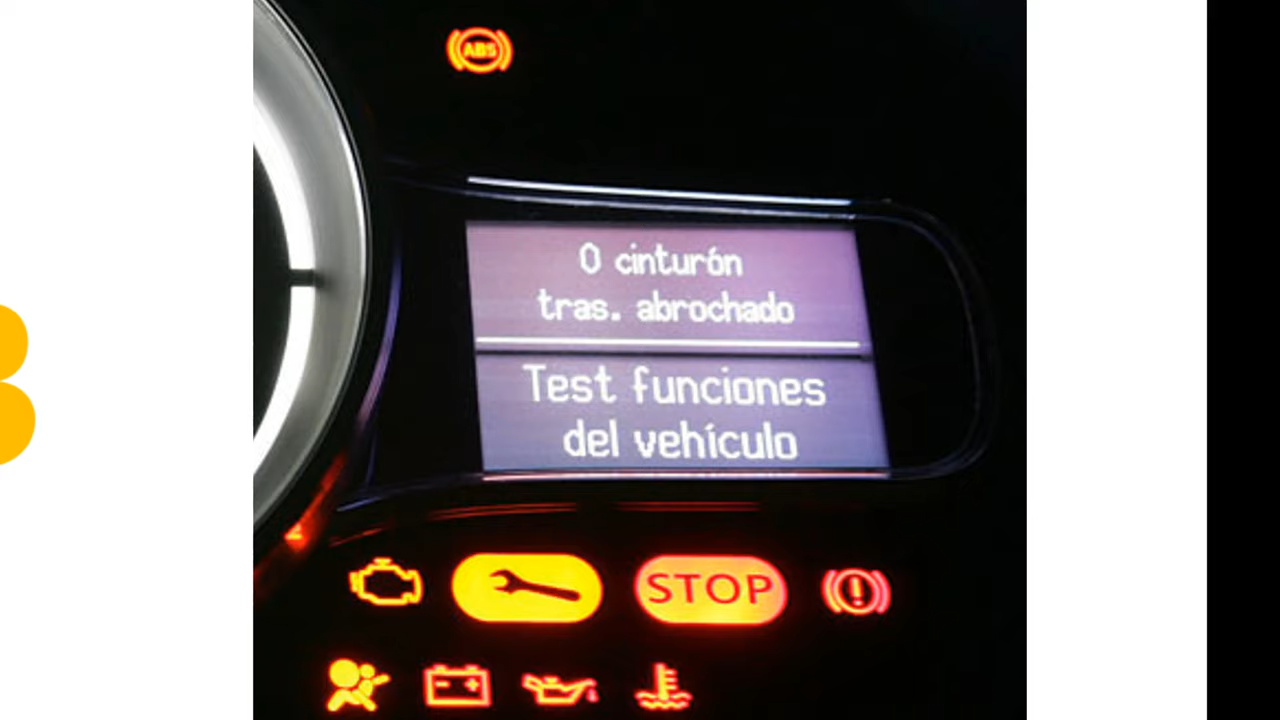 ABS
0 cinturón
tras. abrochado
Test funciones
del vehículo
STOP